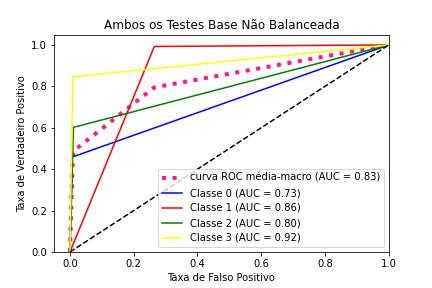 Ambos os Testes Base Não Balanceada
Taxa de Verdadeiro Positivo
1.0
0.8
0.6
0.4
0.2
0.0
curva ROC média-macro (AUC = 0.83)
Classe 0 (AUC = 0.73)
Classe 1 (AUC = 0.86)
Classe 2 (AUC = 0.80)
Classe 3 (AUC = 0.92)
0.0 0.2 0.4 0.6 0.8 1.0
Taxa de Falso Positivo